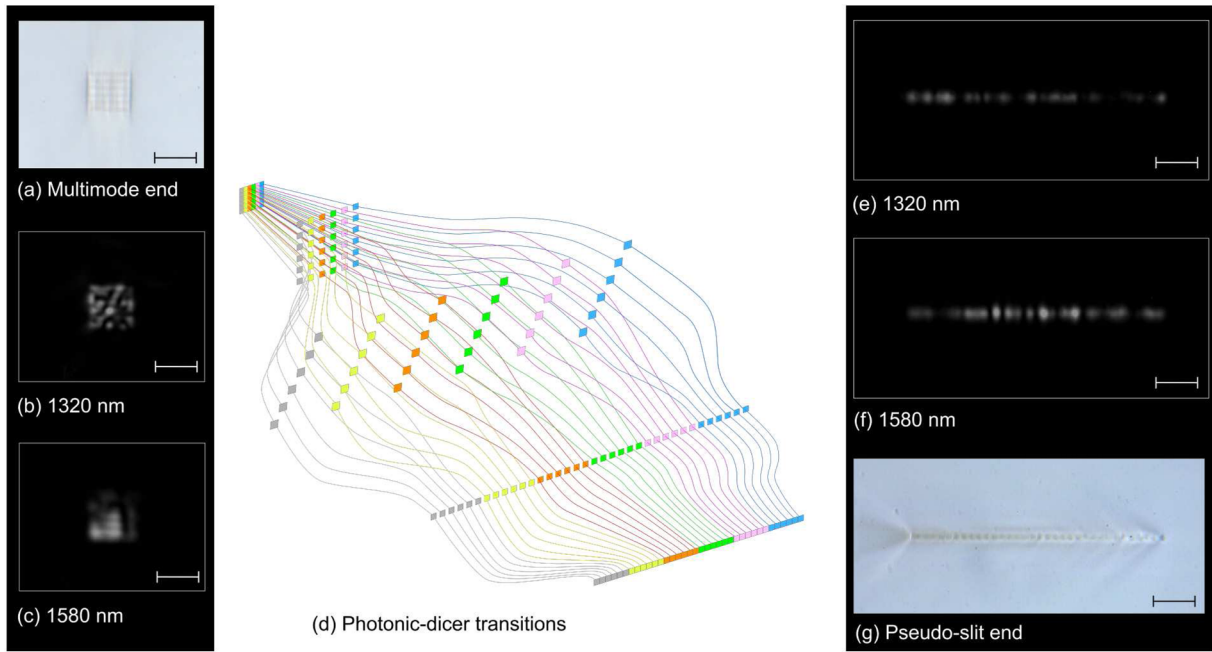 (a) Multimode end
(b) 1320 nm
(c) 1580 nm
(d) Photonic-dicer transitions
(e) 1320 nm
(f) 1580 nm
(g) Pseudo-slit end